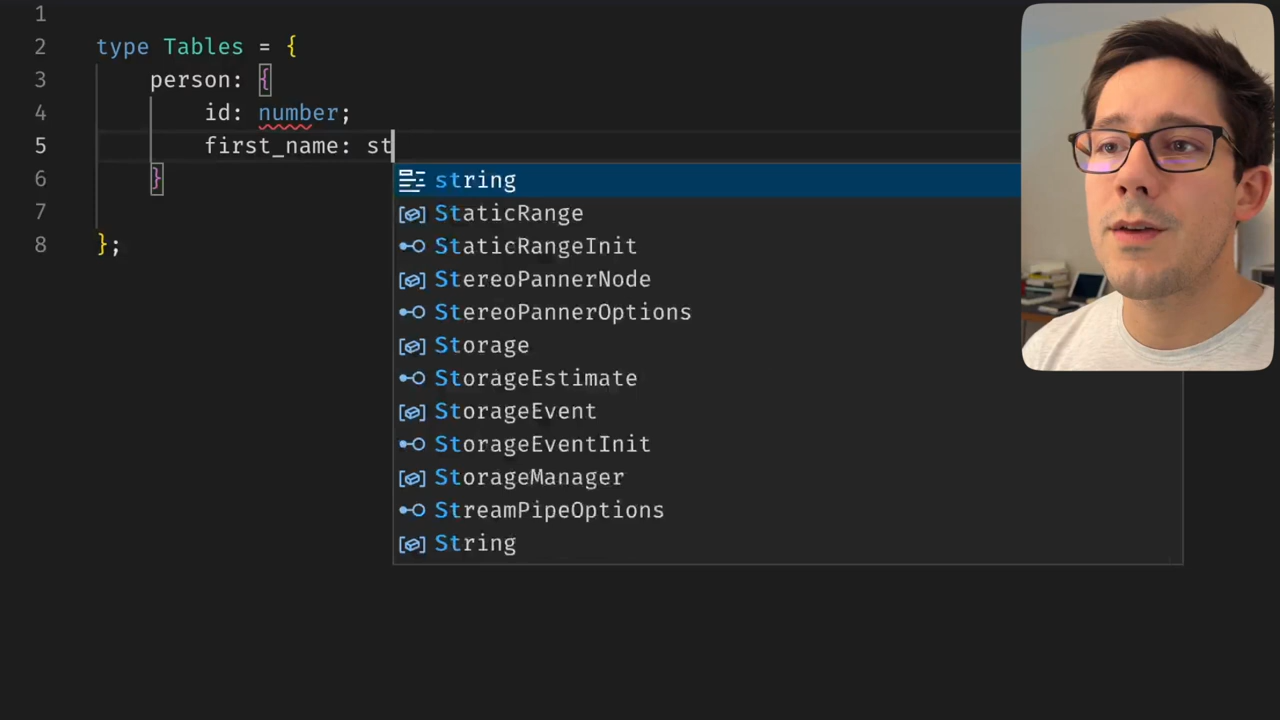 1
2 type Tables = {
3 person: {
4 id: number;
5 first_name: st
string
6 }
StaticRange
7
StaticRangeInit
8 };
StereoPannerNode
StereoPannerOptions
Storage
StorageEstimate
StorageEvent
StorageEventInit
StorageManager
StreamPipeOptions
String